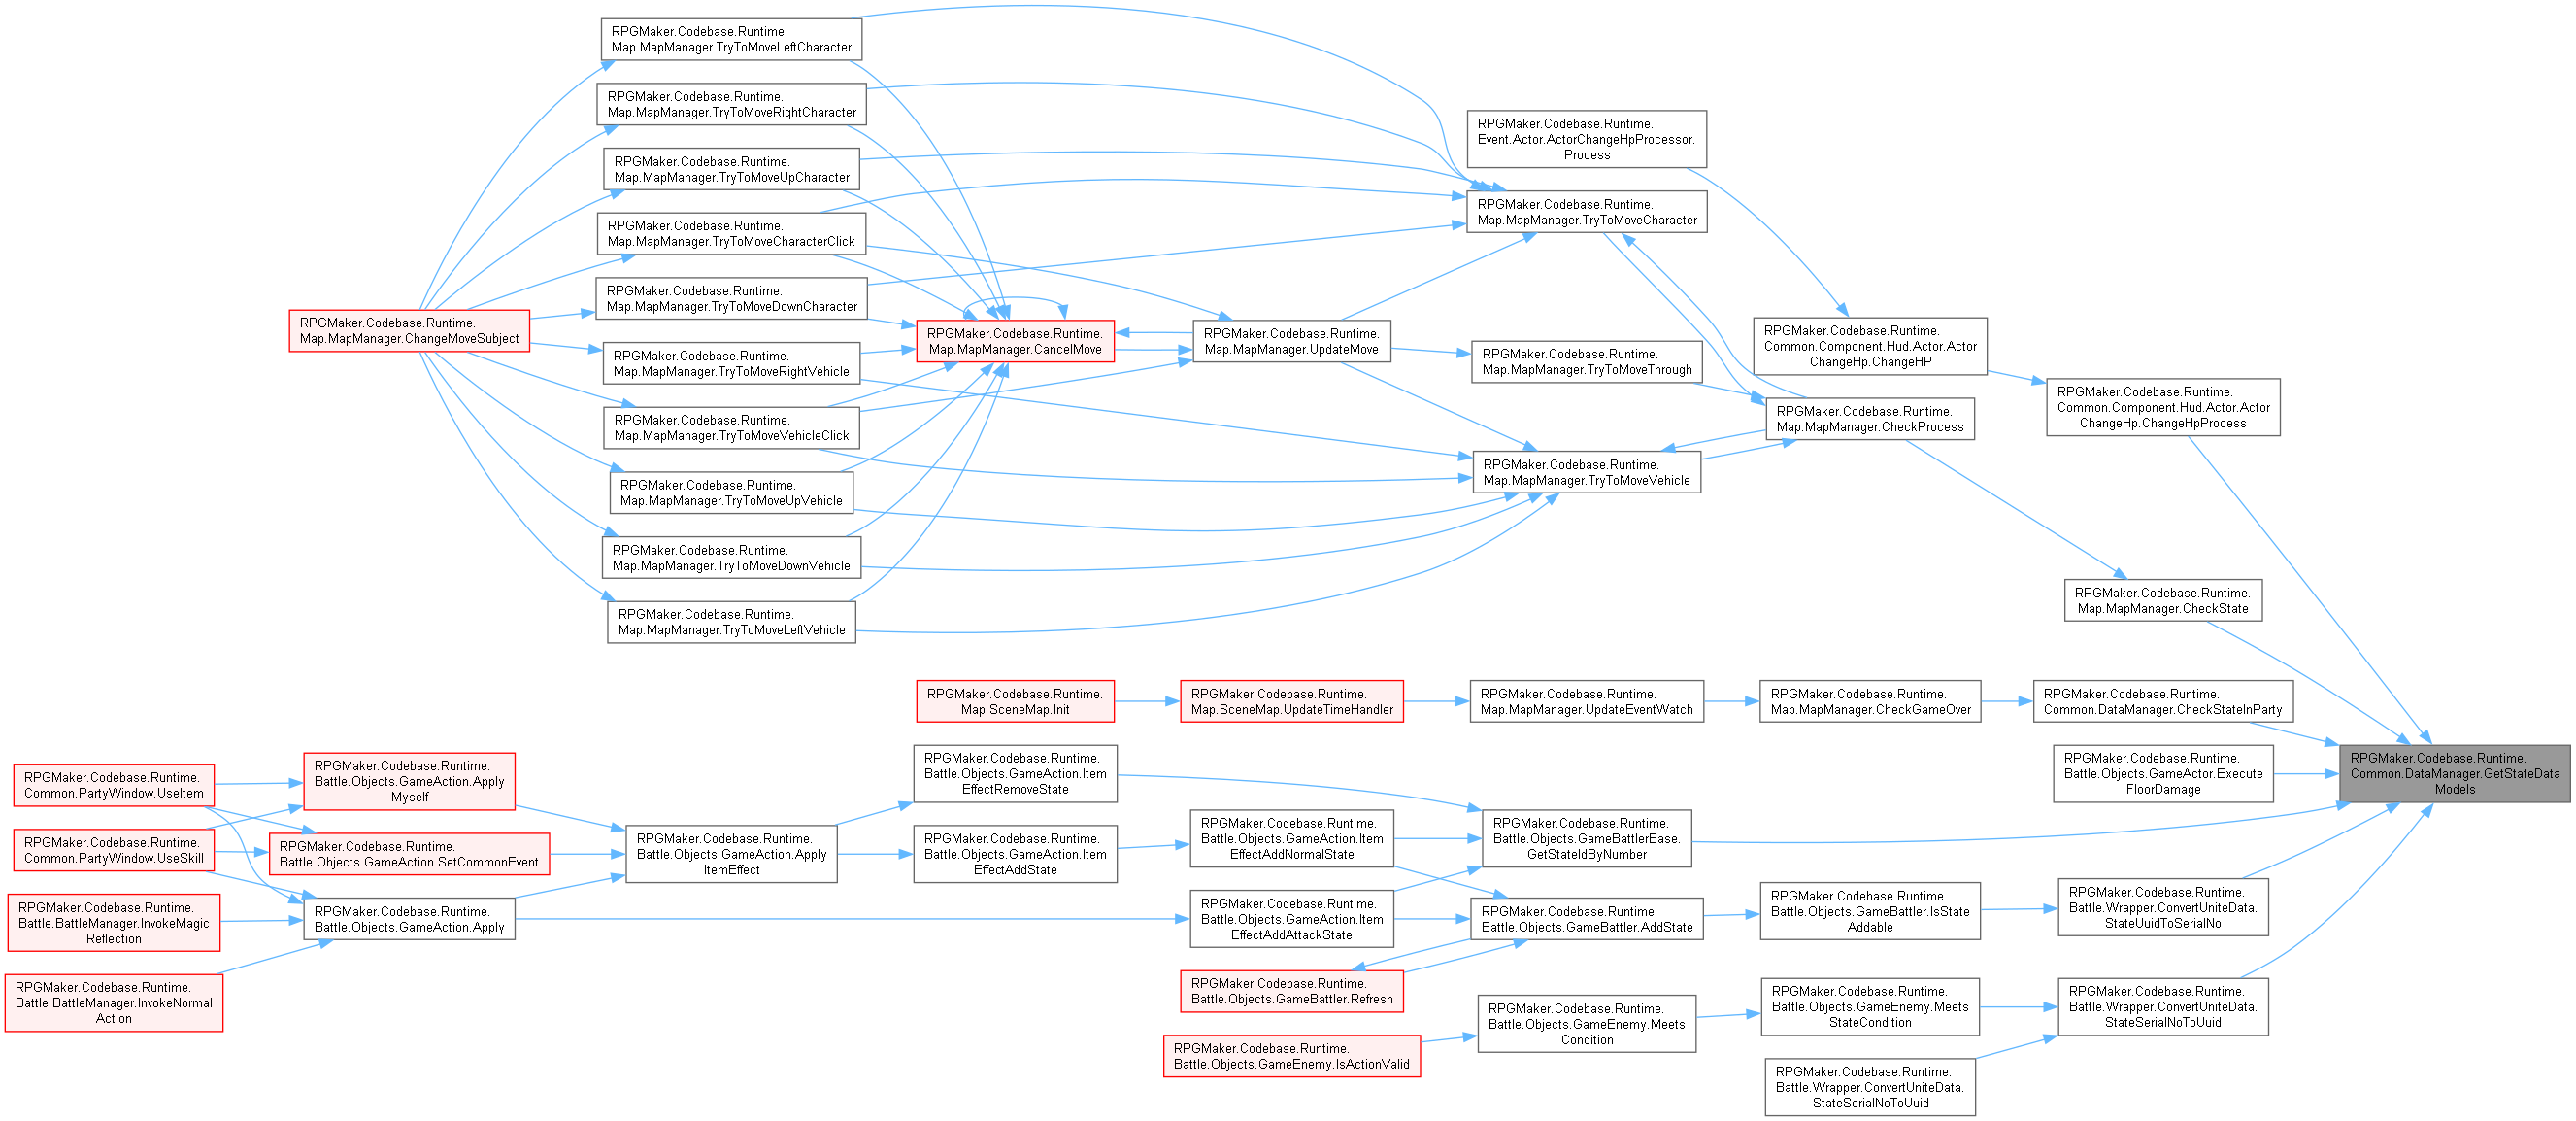 RPGMaker.Codebase.Runtime.
Map.MapManager.TryToMoveLeftCharacter
RPGMaker.Codebase.Runtime.
Map.MapManager.TryToMoveRightCharacter
RPGMaker.Codebase.Runtime.
Map.MapManager.TryToMoveUpCharacter
RPGMaker.Codebase.Runtime.
Map.MapManager.TryToMoveCharacterClick
RPGMaker.Codebase.Runtime.
Map.MapManager.TryToMoveDownCharacter
RPGMaker.Codebase.Runtime.
Map.MapManager.ChangeMoveSubject
RPGMaker.Codebase.Runtime.
Map.MapManager.TryToMoveRightVehicle
RPGMaker.Codebase.Runtime.
Map.MapManager.TryToMoveVehicleClick
RPGMaker.Codebase.Runtime.
Map.MapManager.TryToMoveUpVehicle
RPGMaker.Codebase.Runtime.
Map.MapManager.TryToMoveDownVehicle
RPGMaker.Codebase.Runtime.
Map.MapManager.TryToMoveLeftVehicle
RPGMaker.Codebase.Runtime.
Map.MapManager.CancelMove
RPGMaker.Codebase.Runtime.
Map.MapManager.UpdateMove
RPGMaker.Codebase.Runtime.
Event.Actor.ActorChangeHpProcessor.
Process
RPGMaker.Codebase.Runtime.
Map.MapManager.TryToMoveCharacter
RPGMaker.Codebase.Runtime.
Map.MapManager.TryToMoveThrough
RPGMaker.Codebase.Runtime.
Map.MapManager.TryToMoveVehicle
RPGMaker.Codebase.Runtime.
Common.Component.Hud.Actor.Actor
ChangeHp.ChangeHP
RPGMaker.Codebase.Runtime.
Map.MapManager.CheckProcess
RPGMaker.Codebase.Runtime.
Common.Component.Hud.Actor.Actor
ChangeHp.ChangeHpProcess
RPGMaker.Codebase.Runtime.
Map.MapManager.CheckState
RPGMaker.Codebase.Runtime.
Map.SceneMap.Init
RPGMaker.Codebase.Runtime.
Map.SceneMap.UpdateTimeHandler
RPGMaker.Codebase.Runtime.
Map.MapManager.UpdateEventWatch
RPGMaker.Codebase.Runtime.
Map.MapManager.CheckGameOver
RPGMaker.Codebase.Runtime.
Common.DataManager.CheckStateInParty
RPGMaker.Codebase.Runtime.
Battle.Objects.GameActor.Execute
FloorDamage
RPGMaker.Codebase.Runtime.
Common.DataManager.GetStateData
Models
RPGMaker.Codebase.Runtime.
Common.PartyWindow.UseItem
RPGMaker.Codebase.Runtime.
Battle.Objects.GameAction.Apply
Myself
RPGMaker.Codebase.Runtime.
Common.PartyWindow.UseSkill
RPGMaker.Codebase.Runtime.
Battle.Objects.GameAction.SetCommonEvent
RPGMaker.Codebase.Runtime.
Battle.BattleManager.InvokeMagic
Reflection
RPGMaker.Codebase.Runtime.
Battle.Objects.GameAction.Apply
RPGMaker.Codebase.Runtime.
Battle.BattleManager.InvokeNormal
Action
RPGMaker.Codebase.Runtime.
Battle.Objects.GameAction.Apply
ItemEffect
RPGMaker.Codebase.Runtime.
Battle.Objects.GameAction.Item
EffectRemoveState
RPGMaker.Codebase.Runtime.
Battle.Objects.GameAction.Item
EffectAddState
RPGMaker.Codebase.Runtime.
Battle.Objects.GameAction.Item
EffectAddNormalState
RPGMaker.Codebase.Runtime.
Battle.Objects.GameAction.Item
EffectAddAttackState
RPGMaker.Codebase.Runtime.
Battle.Objects.GameBattler.Refresh
RPGMaker.Codebase.Runtime.
Battle.Objects.GameEnemy.IsActionValid
RPGMaker.Codebase.Runtime.
Battle.Objects.GameBattlerBase.
GetStateIdByNumber
RPGMaker.Codebase.Runtime.
Battle.Objects.GameBattler.AddState
RPGMaker.Codebase.Runtime.
Battle.Objects.GameEnemy.Meets
Condition
RPGMaker.Codebase.Runtime.
Battle.Objects.GameBattler.IsState
Addable
RPGMaker.Codebase.Runtime.
Battle.Objects.GameEnemy.Meets
StateCondition
RPGMaker.Codebase.Runtime.
Battle.Wrapper.ConvertUniteData.
StateSerialNoToUuid
RPGMaker.Codebase.Runtime.
Battle.Wrapper.ConvertUniteData.
StateUuidToSerialNo
RPGMaker.Codebase.Runtime.
Battle.Wrapper.ConvertUniteData.
StateSerialNoToUuid